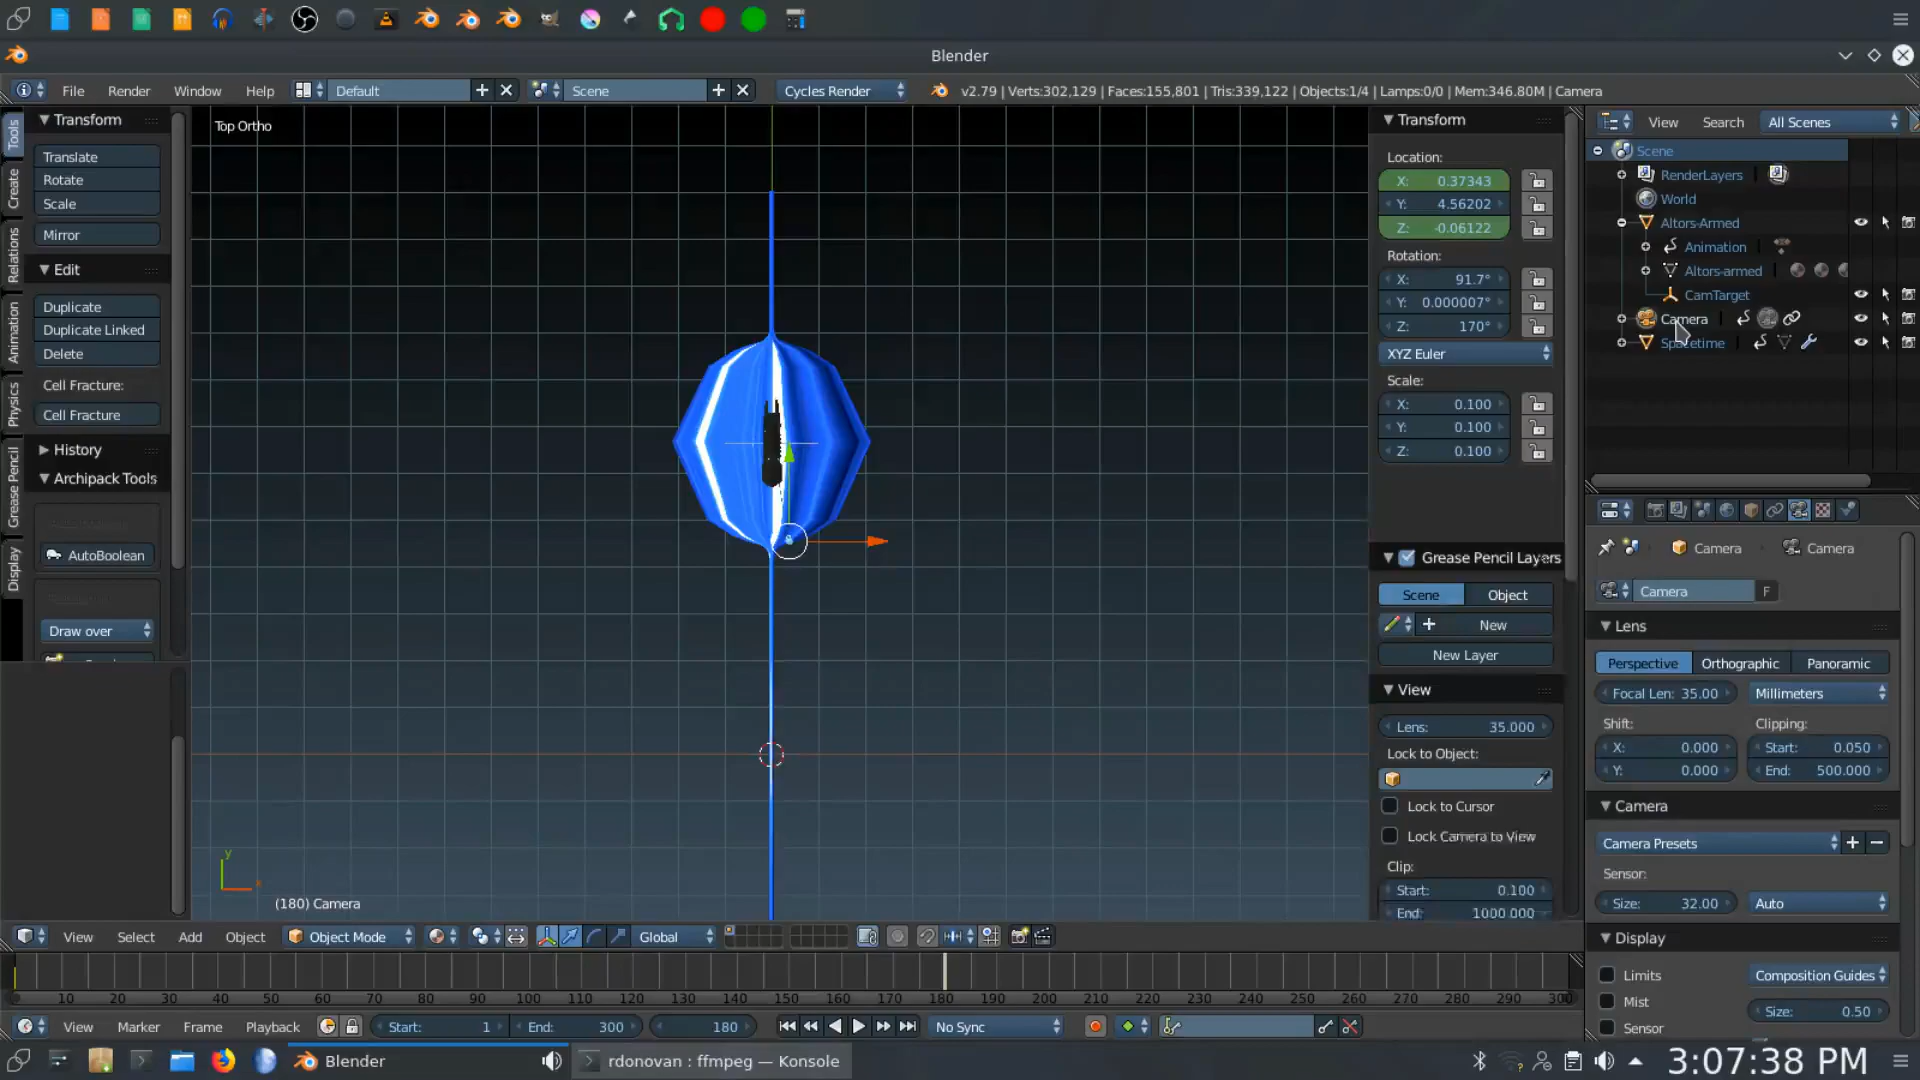 Blender
File Render Window Help Default Scene Cycles Render v2.79 | Verts:302,129 | Faces:155,801 | Tris:339,122 | Objects:1/4 | Lamps:0/0 | Mem:346.80M | Camera
Tools
Create
Relations
Animation
Physics
Grease Pencil
Display
Transform
Translate
Rotate
Scale
Mirror
Edit
Duplicate
Duplicate Linked
Delete
Cell Fracture:
Cell Fracture
History
Archipack Tools
AutoBoolean
Draw over
Top Ortho
y
x
(180) Camera
Transform
Location:
X: 0.37343
Y: 4.56202
Z: -0.06122
Rotation:
X: 91.7°
Y: 0.000007°
Z: 170°
XYZ Euler
Scale:
X: 0.100
Y: 0.100
Z: 0.100
Grease Pencil Layers
Scene Object
New
New Layer
View
Lens: 35.000
Lock to Object:
Lock to Cursor
Lock Camera to View
Clip:
Start: 0.100
End: 1000.000
View Search All Scenes
Scene
RenderLayers
World
Altors-Armed
Animation
Altors-armed
CamTarget
Camera
Spacetime
Camera Camera
Camera F
Lens
Perspective Orthographic Panoramic
Focal Len: 35.00 Millimeters
Shift: Clipping:
X: 0.000 Start: 0.050
Y: 0.000 End: 500.000
Camera
Camera Presets
Sensor:
Size: 32.00 Auto
Display
Limits Composition Guides
Mist
Size: 0.50
Sensor
View Select Add Object Object Mode Global
10 20 30 40 50 60 70 80 90 100 110 120 130 140 150 160 170 180 190 200 210 220 230 240 250 260 270 280 290 300
View Marker Frame Playback Start: 1 End: 300 180 No Sync
Blender rdonovan : ffmpeg — Konsole 3:07:38 PM